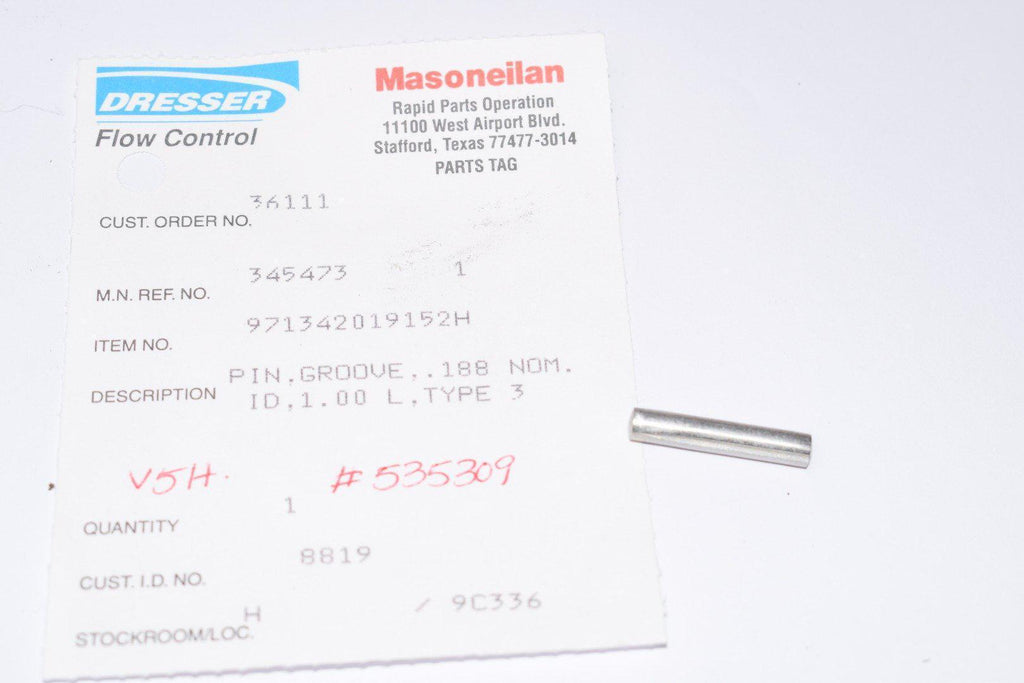 DRESSER
Flow Control
Masoneilan
Rapid Parts Operation
11100 West Airport Blvd.
Stafford, Texas 77477-3014
PARTS TAG
CUST. ORDER NO. 36111
M.N. REF. NO. 345473 1
ITEM NO. 971342019152H
DESCRIPTION PIN,GROOVE,.188 NOM.
ID,1.00 L,TYPE 3
V5H. #535309
QUANTITY 1
CUST. I.D. NO. 8819
STOCKROOM/LOC. H / 9C336